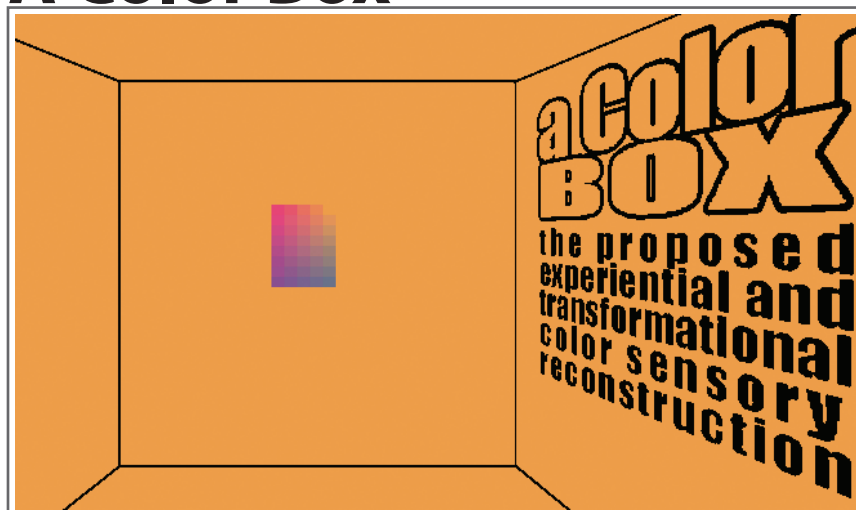 A Color Box
a color
BOX
the proposed
experiential and
transformational
color sensory
reconstruction